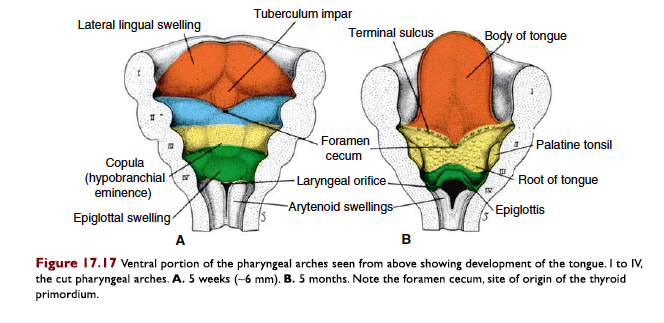 Tuberculum impar
Lateral lingual swelling
Terminal sulcus
Body of tongue
I
II
III
IV
Foramen
cecum
Copula
(hypobranchial
eminence)
Laryngeal orifice
Arytenoid swellings
Epiglottal swelling
I
II
III
IV
Palatine tonsil
Root of tongue
Epiglottis
A
B
Figure 17.17 Ventral portion of the pharyngeal arches seen from above showing development of the tongue. I to IV,
the cut pharyngeal arches. A. 5 weeks (~6 mm). B. 5 months. Note the foramen cecum, site of origin of the thyroid
primordium.